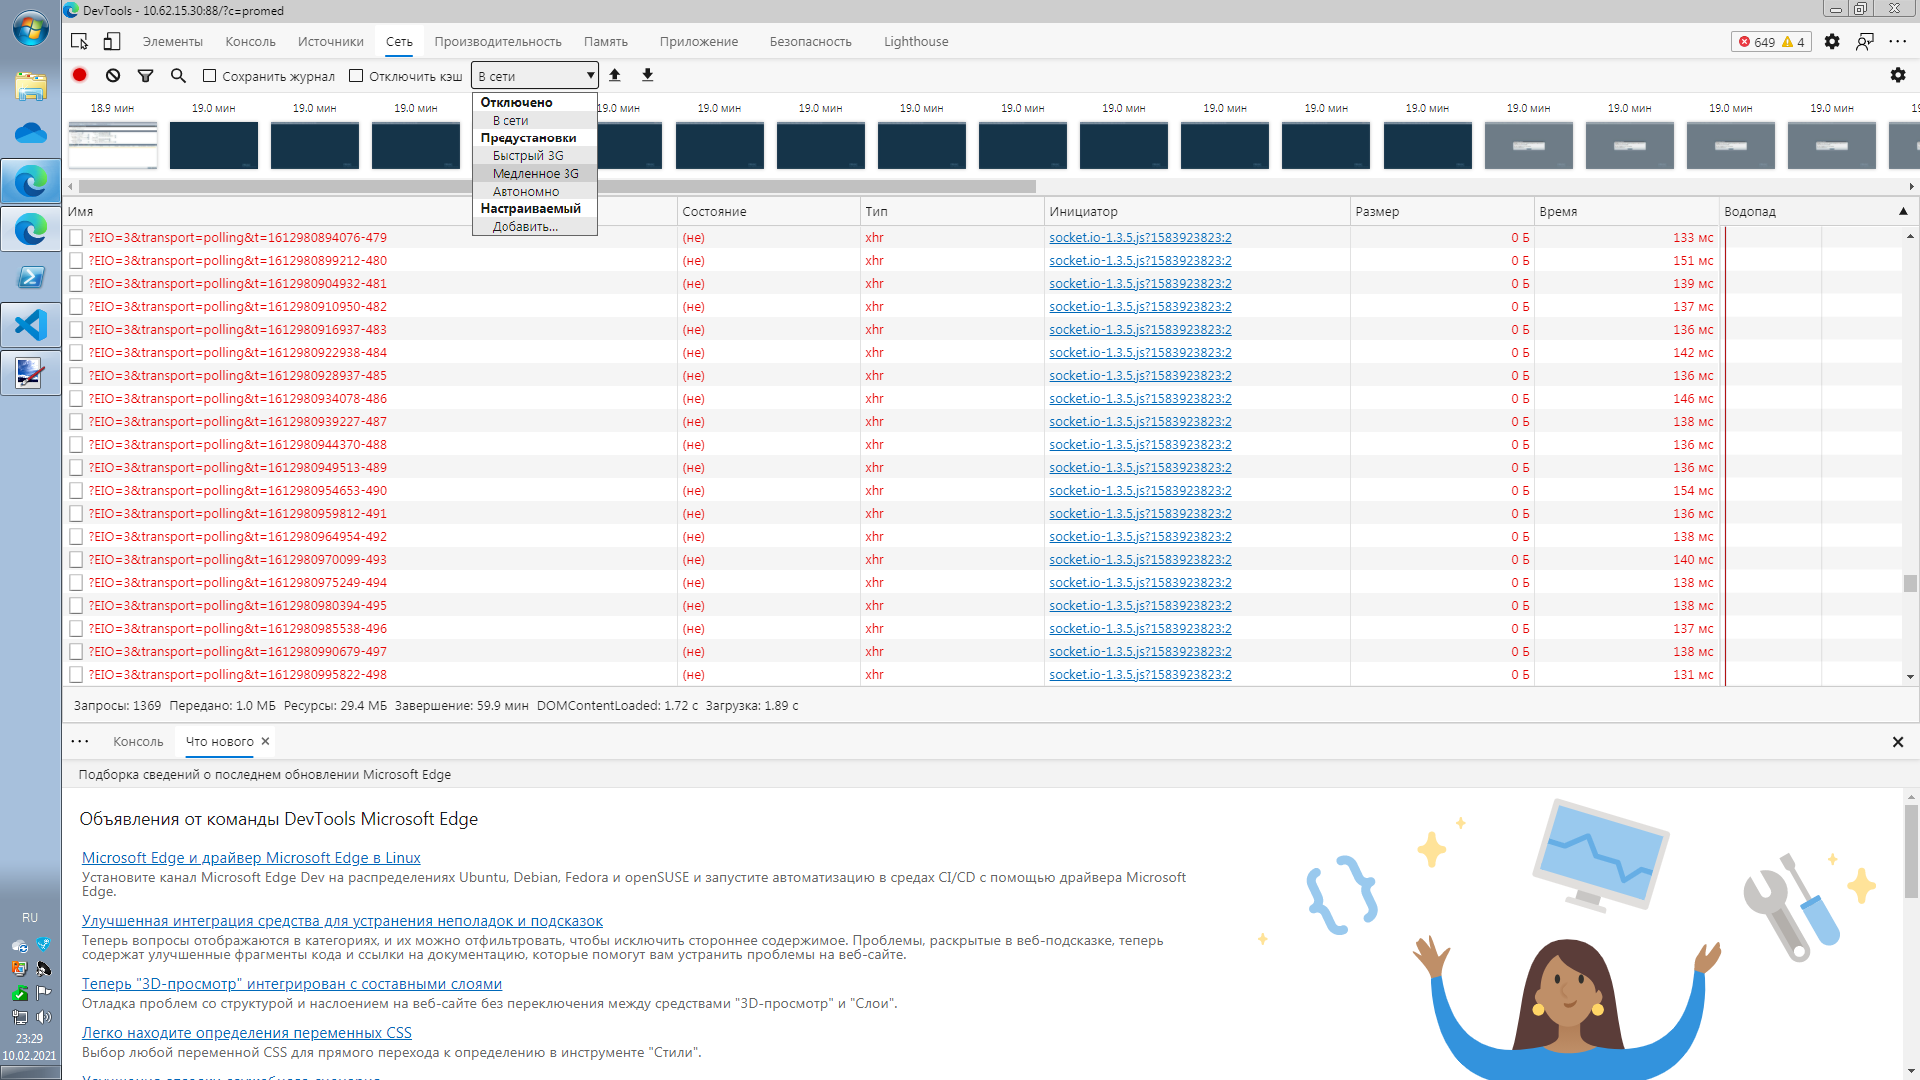 DevTools - 10.62.15.30:88/?c=promed
Элементы Консоль Источники Сеть Производительность Память Приложение Безопасность Lighthouse 649 4
Сохранить журнал Отключить кэш В сети
Отключено
В сети
Предустановки
Быстрый 3G
Медленное 3G
Автономно
Настраиваемый
Добавить...
18.9 мин 19.0 мин 19.0 мин 19.0 мин 19.0 мин 19.0 мин 19.0 мин 19.0 мин 19.0 мин 19.0 мин 19.0 мин 19.0 мин 19.0 мин 19.0 мин 19.0 мин 19.0 мин 19.0 мин
Имя Состояние Тип Инициатор Размер Время Водопад
?EIO=3&transport=polling&t=1612980894076-479 (не) xhr socket.io-1.3.5.js?1583923823:2 0 Б 133 мс
?EIO=3&transport=polling&t=1612980899212-480 (не) xhr socket.io-1.3.5.js?1583923823:2 0 Б 151 мс
?EIO=3&transport=polling&t=1612980904932-481 (не) xhr socket.io-1.3.5.js?1583923823:2 0 Б 139 мс
?EIO=3&transport=polling&t=1612980910950-482 (не) xhr socket.io-1.3.5.js?1583923823:2 0 Б 137 мс
?EIO=3&transport=polling&t=1612980916937-483 (не) xhr socket.io-1.3.5.js?1583923823:2 0 Б 136 мс
?EIO=3&transport=polling&t=1612980922938-484 (не) xhr socket.io-1.3.5.js?1583923823:2 0 Б 142 мс
?EIO=3&transport=polling&t=1612980928937-485 (не) xhr socket.io-1.3.5.js?1583923823:2 0 Б 136 мс
?EIO=3&transport=polling&t=1612980934078-486 (не) xhr socket.io-1.3.5.js?1583923823:2 0 Б 146 мс
?EIO=3&transport=polling&t=1612980939227-487 (не) xhr socket.io-1.3.5.js?1583923823:2 0 Б 138 мс
?EIO=3&transport=polling&t=1612980944370-488 (не) xhr socket.io-1.3.5.js?1583923823:2 0 Б 136 мс
?EIO=3&transport=polling&t=1612980949513-489 (не) xhr socket.io-1.3.5.js?1583923823:2 0 Б 136 мс
?EIO=3&transport=polling&t=1612980954653-490 (не) xhr socket.io-1.3.5.js?1583923823:2 0 Б 154 мс
?EIO=3&transport=polling&t=1612980959812-491 (не) xhr socket.io-1.3.5.js?1583923823:2 0 Б 136 мс
?EIO=3&transport=polling&t=1612980964954-492 (не) xhr socket.io-1.3.5.js?1583923823:2 0 Б 138 мс
?EIO=3&transport=polling&t=1612980970099-493 (не) xhr socket.io-1.3.5.js?1583923823:2 0 Б 140 мс
?EIO=3&transport=polling&t=1612980975249-494 (не) xhr socket.io-1.3.5.js?1583923823:2 0 Б 138 мс
?EIO=3&transport=polling&t=1612980980394-495 (не) xhr socket.io-1.3.5.js?1583923823:2 0 Б 138 мс
?EIO=3&transport=polling&t=1612980985538-496 (не) xhr socket.io-1.3.5.js?1583923823:2 0 Б 137 мс
?EIO=3&transport=polling&t=1612980990679-497 (не) xhr socket.io-1.3.5.js?1583923823:2 0 Б 138 мс
?EIO=3&transport=polling&t=1612980995822-498 (не) xhr socket.io-1.3.5.js?1583923823:2 0 Б 131 мс
Запросы: 1369 Передано: 1.0 МБ Ресурсы: 29.4 МБ Завершение: 59.9 мин DOMContentLoaded: 1.72 с Загрузка: 1.89 с
Консоль Что нового
Подборка сведений о последнем обновлении Microsoft Edge
Объявления от команды DevTools Microsoft Edge
Microsoft Edge и драйвер Microsoft Edge в Linux
Установите канал Microsoft Edge Dev на распределениях Ubuntu, Debian, Fedora и openSUSE и запустите автоматизацию в средах CI/CD с помощью драйвера Microsoft
Edge.
Улучшенная интеграция средства для устранения неполадок и подсказок
Теперь вопросы отображаются в категориях, и их можно отфильтровать, чтобы исключить стороннее содержимое. Проблемы, раскрытые в веб-подсказке, теперь
содержат улучшенные фрагменты кода и ссылки на документацию, которые помогут вам устранить проблемы на веб-сайте.
Теперь "3D-просмотр" интегрирован с составными слоями
Отладка проблем со структурой и наслоением на веб-сайте без переключения между средствами "3D-просмотр" и "Слои".
Легко находите определения переменных CSS
Выбор любой переменной CSS для прямого перехода к определению в инструменте "Стили".
RU
23:29
10.02.2021